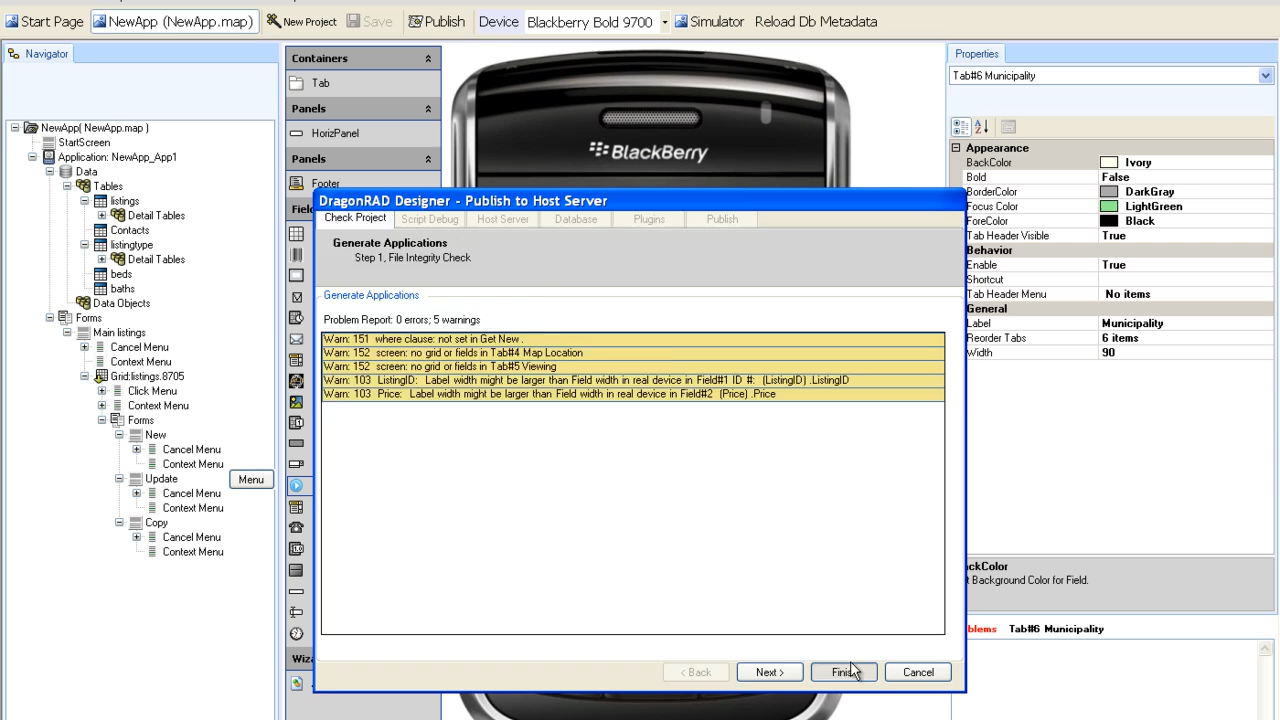 Start Page NewApp (NewApp.map) New Project Save Publish Device Blackberry Bold 9700 Simulator Reload Db Metadata
Navigator
NewApp( NewApp.map )
StartScreen
Application: NewApp_App1
Data
Tables
listings
Detail Tables
Contacts
listingtype
Detail Tables
beds
baths
Data Objects
Forms
Main listings
Cancel Menu
Context Menu
Grid:listings.8705
Click Menu
Context Menu
Forms
New
Cancel Menu
Context Menu
Update
Menu
Cancel Menu
Context Menu
Copy
Cancel Menu
Context Menu
Containers
Tab
Panels
HorizPanel
Panels
Footer
Fiel
Wiza
BlackBerry
DragonRAD Designer - Publish to Host Server
Check Project Script Debug Host Server Database Plugins Publish
Generate Applications
Step 1, File Integrity Check
Generate Applications
Problem Report: 0 errors; 5 warnings
Warn: 151 where clause: not set in Get New .
Warn: 152 screen: no grid or fields in Tab#4 Map Location
Warn: 152 screen: no grid or fields in Tab#5 Viewing
Warn: 103 ListingID: Label width might be larger than Field width in real device in Field#1 ID #: (ListingID) .ListingID
Warn: 103 Price: Label width might be larger than Field width in real device in Field#2 (Price) .Price
< Back Next > Finish Cancel
Properties
Tab#6 Municipality
Appearance
BackColor Ivory
Bold False
BorderColor DarkGray
Focus Color LightGreen
ForeColor Black
Tab Header Visible True
Behavior
Enable True
Shortcut
Tab Header Menu No items
General
Label Municipality
Reorder Tabs 6 items
Width 90
ckColor
t Background Color for Field.
blems Tab#6 Municipality